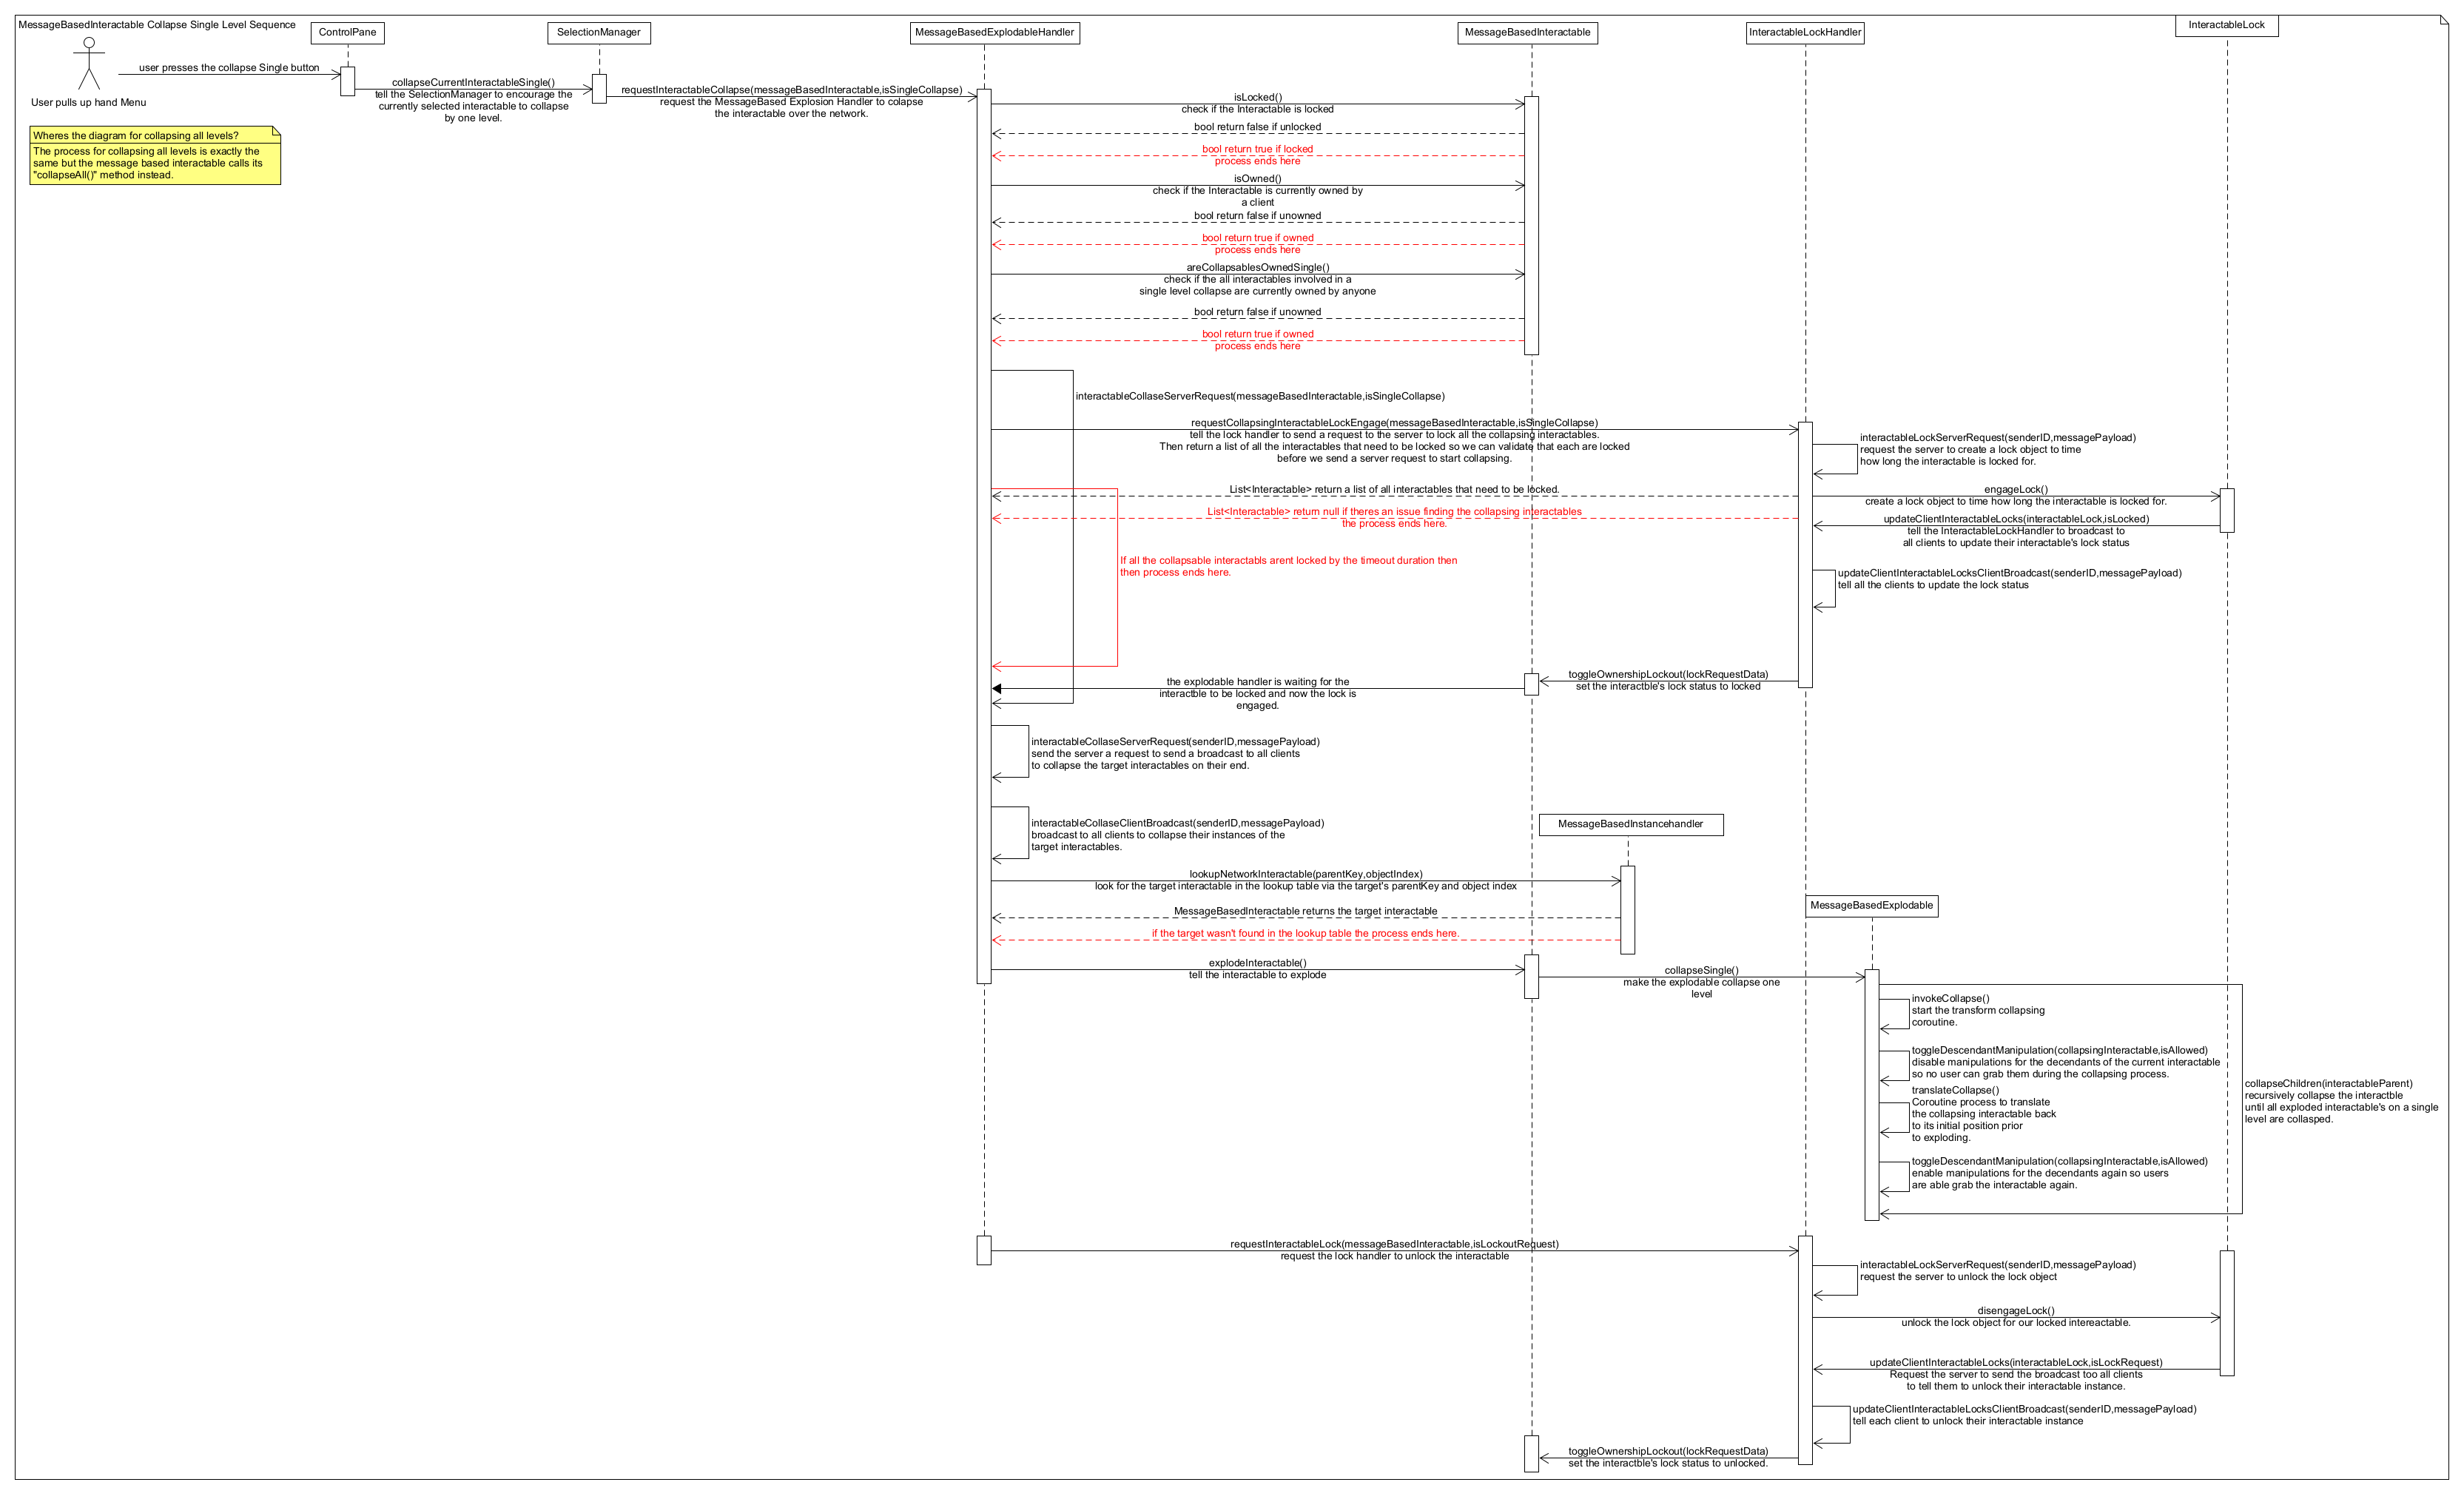 MessageBasedInteractable Collapse Single Level Sequence
ControlPane
SelectionManager
MessageBasedExplodableHandler
MessageBasedInteractable
InteractableLockHandler
InteractableLock
User pulls up hand Menu
user presses the collapse Single button
collapseCurrentInteractableSingle()
tell the SelectionManager to encourage the
currently selected interactable to collapse
by one level.
requestInteractableCollapse(messageBasedInteractable,isSingleCollapse)
request the MessageBased Explosion Handler to colapse
the interactable over the network.
Wheres the diagram for collapsing all levels?
The process for collapsing all levels is exactly the
same but the message based interactable calls its
"collapseAll()" method instead.
isLocked()
check if the Interactable is locked
bool return false if unlocked
bool return true if locked
process ends here
isOwned()
check if the Interactable is currently owned by
a client
bool return false if unowned
bool return true if owned
process ends here
areCollapsablesOwnedSingle()
check if the all interactables involved in a
single level collapse are currently owned by anyone
bool return false if unowned
bool return true if owned
process ends here
interactableCollaseServerRequest(messageBasedInteractable,isSingleCollapse)
requestCollapsingInteractableLockEngage(messageBasedInteractable,isSingleCollapse)
tell the lock handler to send a request to the server to lock all the collapsing interactables.
Then return a list of all the interactables that need to be locked so we can validate that each are locked
before we send a server request to start collapsing.
interactableLockServerRequest(senderID,messagePayload)
request the server to create a lock object to time
how long the interactable is locked for.
List<Interactable> return a list of all interactables that need to be locked.
List<Interactable> return null if theres an issue finding the collapsing interactables
the process ends here.
engageLock()
create a lock object to time how long the interactable is locked for.
updateClientInteractableLocks(interactableLock,isLocked)
tell the InteractableLockHandler to broadcast to
all clients to update their interactable's lock status
If all the collapsable interactabls arent locked by the timeout duration then
then process ends here.
updateClientInteractableLocksClientBroadcast(senderID,messagePayload)
tell all the clients to update the lock status
toggleOwnershipLockout(lockRequestData)
set the interactble's lock status to locked
the explodable handler is waiting for the
interactble to be locked and now the lock is
engaged.
interactableCollaseServerRequest(senderID,messagePayload)
send the server a request to send a broadcast to all clients
to collapse the target interactables on their end.
interactableCollaseClientBroadcast(senderID,messagePayload)
broadcast to all clients to collapse their instances of the
target interactables.
MessageBasedInstancehandler
lookupNetworkInteractable(parentKey,objectIndex)
look for the target interactable in the lookup table via the target's parentKey and object index
MessageBasedInteractable returns the target interactable
if the target wasn't found in the lookup table the process ends here.
MessageBasedExplodable
explodeInteractable()
tell the interactable to explode
collapseSingle()
make the explodable collapse one
level
invokeCollapse()
start the transform collapsing
coroutine.
toggleDescendantManipulation(collapsingInteractable,isAllowed)
disable manipulations for the decendants of the current interactable
so no user can grab them during the collapsing process.
translateCollapse()
Coroutine process to translate
the collapsing interactable back
to its initial position prior
to exploding.
collapseChildren(interactableParent)
recursively collapse the interactble
until all exploded interactable's on a single
level are collasped.
toggleDescendantManipulation(collapsingInteractable,isAllowed)
enable manipulations for the decendants again so users
are able grab the interactable again.
requestInteractableLock(messageBasedInteractable,isLockoutRequest)
request the lock handler to unlock the interactable
interactableLockServerRequest(senderID,messagePayload)
request the server to unlock the lock object
disengageLock()
unlock the lock object for our locked intereactable.
updateClientInteractableLocks(interactableLock,isLockRequest)
Request the server to send the broadcast too all clients
to tell them to unlock their interactable instance.
updateClientInteractableLocksClientBroadcast(senderID,messagePayload)
tell each client to unlock their interactable instance
toggleOwnershipLockout(lockRequestData)
set the interactble's lock status to unlocked.